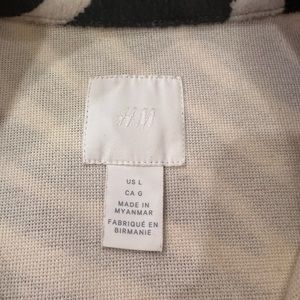 H&M
US L
CA G
MADE IN
MYANMAR
FABRIQUÉ EN
BIRMANIE